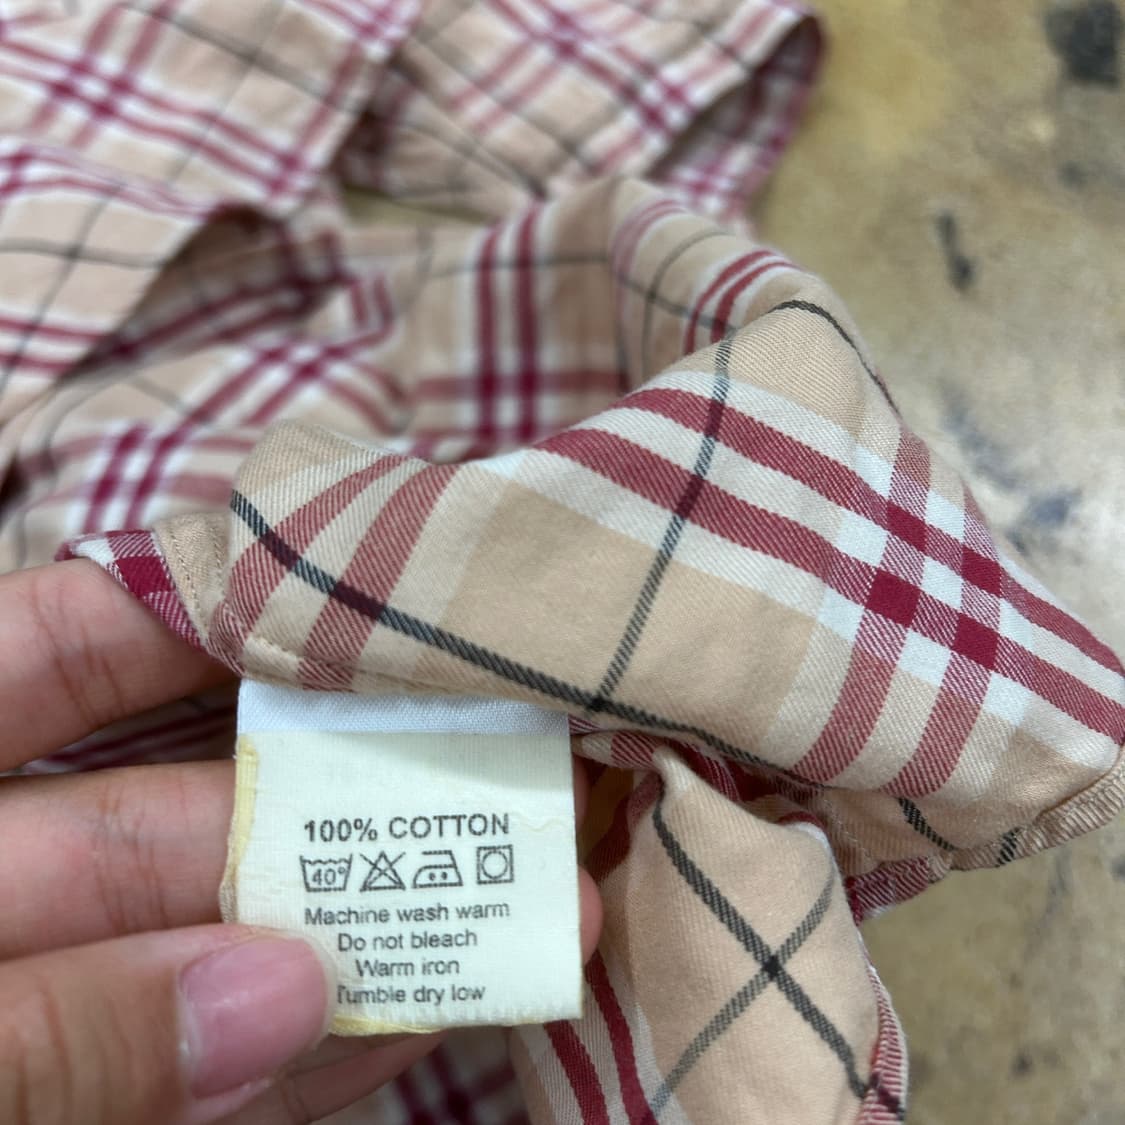 100% COTTON
40°
Machine wash warm
Do not bleach
Warm iron
Tumble dry low